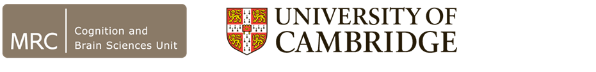 MRC
Cognition and
Brain Sciences Unit
UNIVERSITY OF
CAMBRIDGE